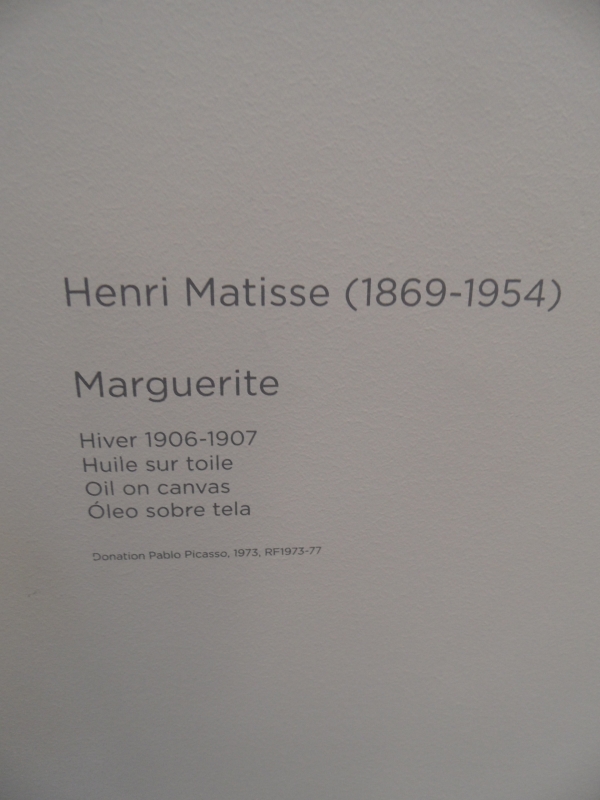 Henri Matisse (1869-1954)
Marguerite
Hiver 1906-1907
Huile sur toile
Oil on canvas
Óleo sobre tela
Donation Pablo Picasso, 1973, RF1973-77